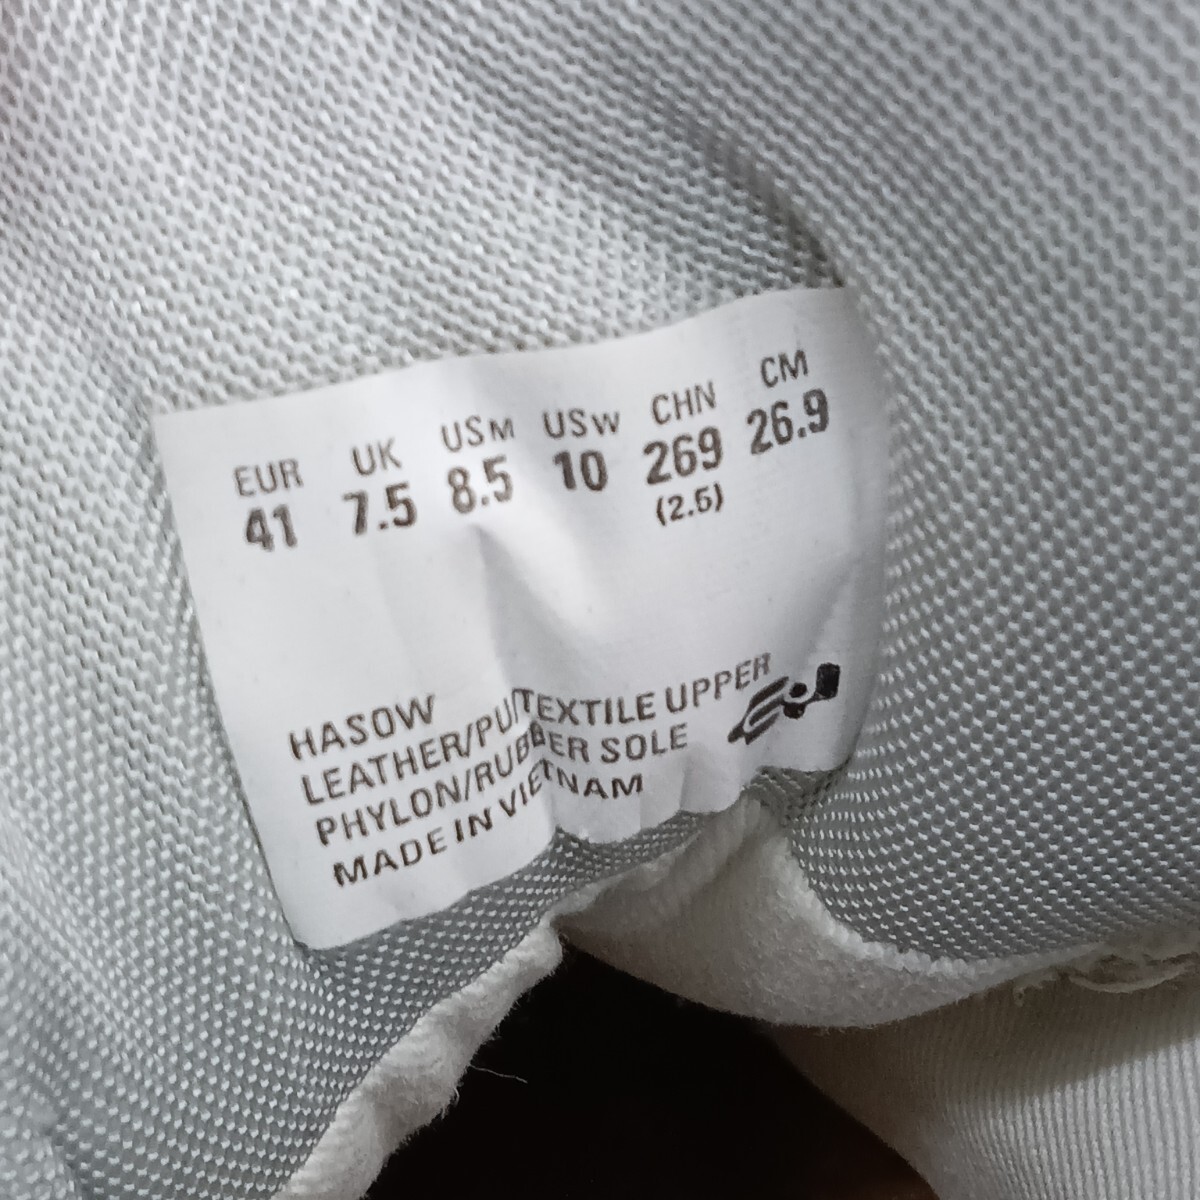 EUR UK USM USW CHN CM
41 7.5 8.5 10 269 26.9
(2.5)
HASOW
LEATHER/PU/TEXTILE UPPER
PHYLON/RUBBER SOLE
MADE IN VIETNAM